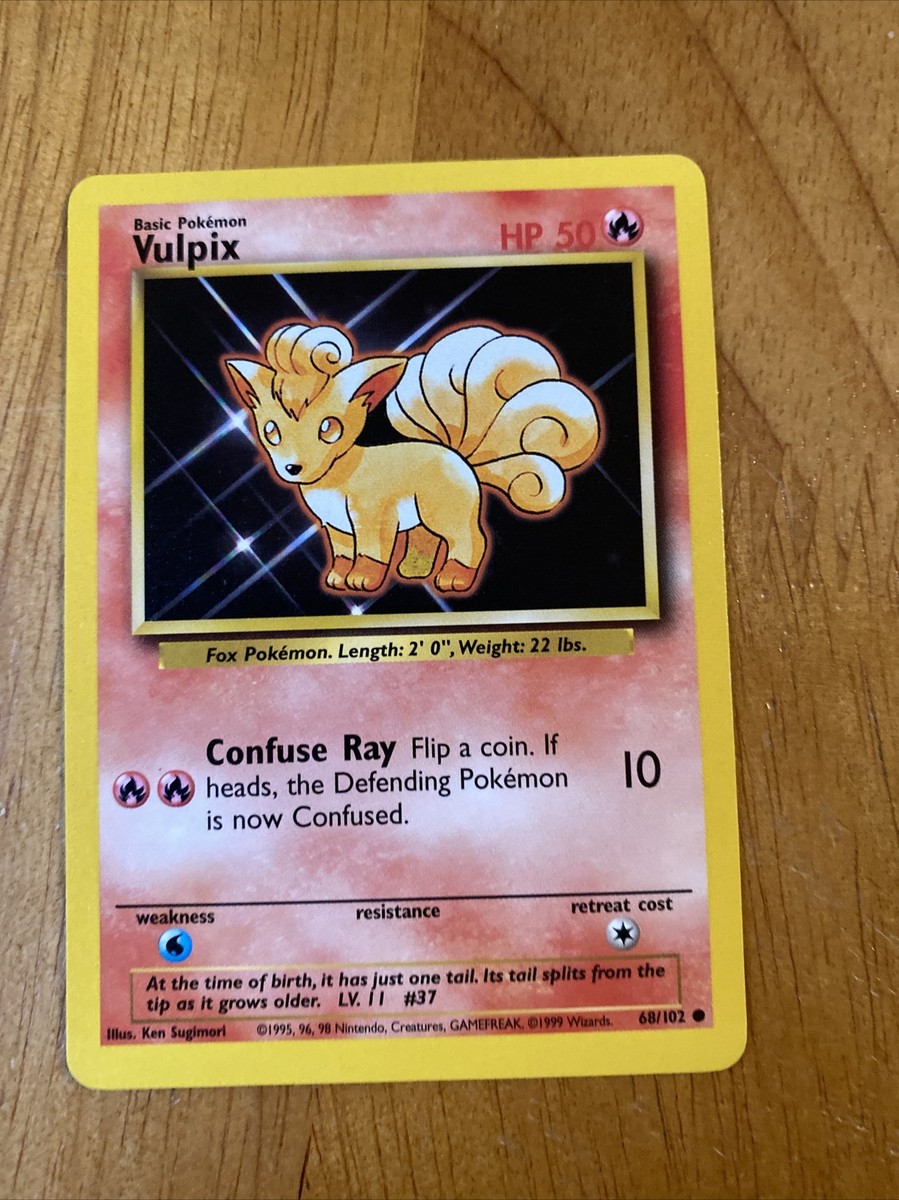 Basic Pokémon
Vulpix
HP 50
Fox Pokémon. Length: 2' 0", Weight: 22 lbs.
Confuse Ray Flip a coin. If
heads, the Defending Pokémon
is now Confused.
10
weakness
resistance
retreat cost
At the time of birth, it has just one tail. Its tail splits from the
tip as it grows older. LV. 11 #37
Illus. Ken Sugimori
©1995, 96, 98 Nintendo, Creatures, GAMEFREAK. ©1999 Wizards.
68/102